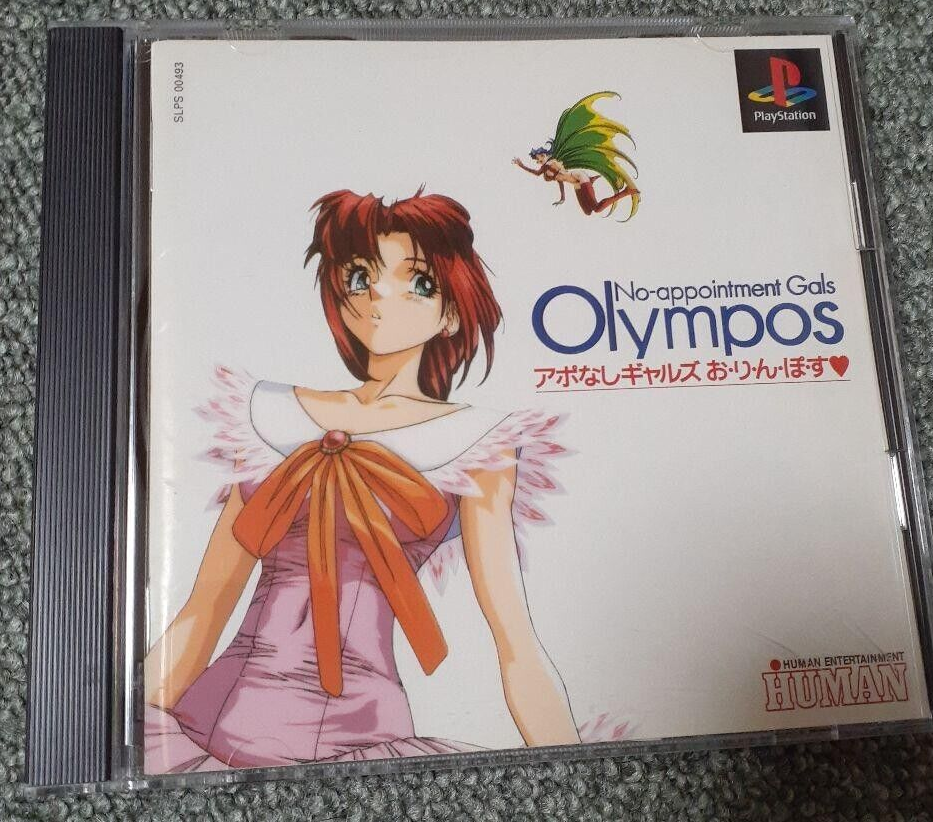 SLPS 00493
PlayStation
No-appointment Gals
Olympos
アポなしギャルズ お・り・ん・ぽ・す♥
HUMAN ENTERTAINMENT
HUMAN